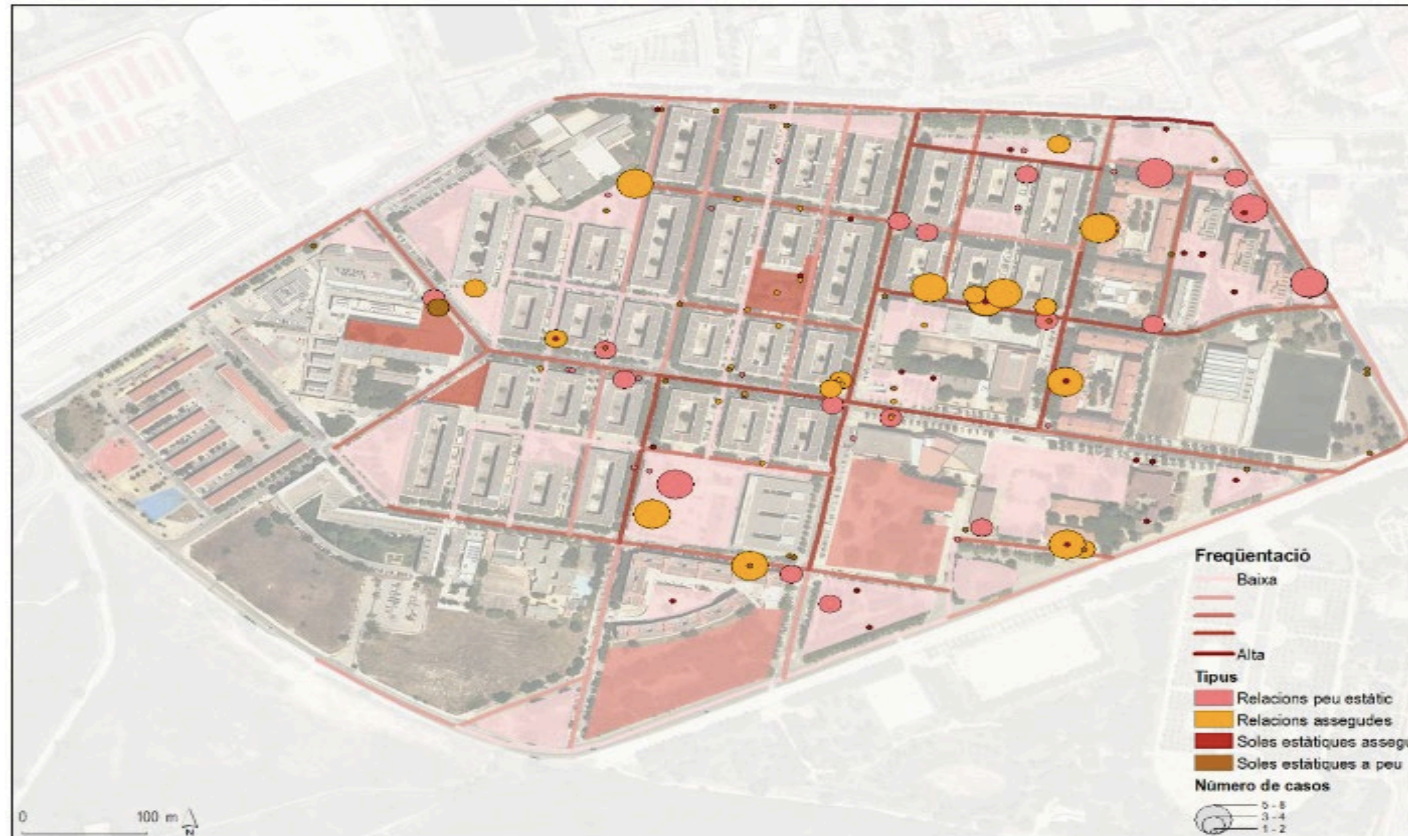 Freqüentació
Baixa
Alta
Tipus
Relacions peu estàtic
Relacions assegudes
Soles estàtiques assegu
Soles estàtiques a peu
Número de casos
5 - 8
3 - 4
1 - 2
0 100 m
N